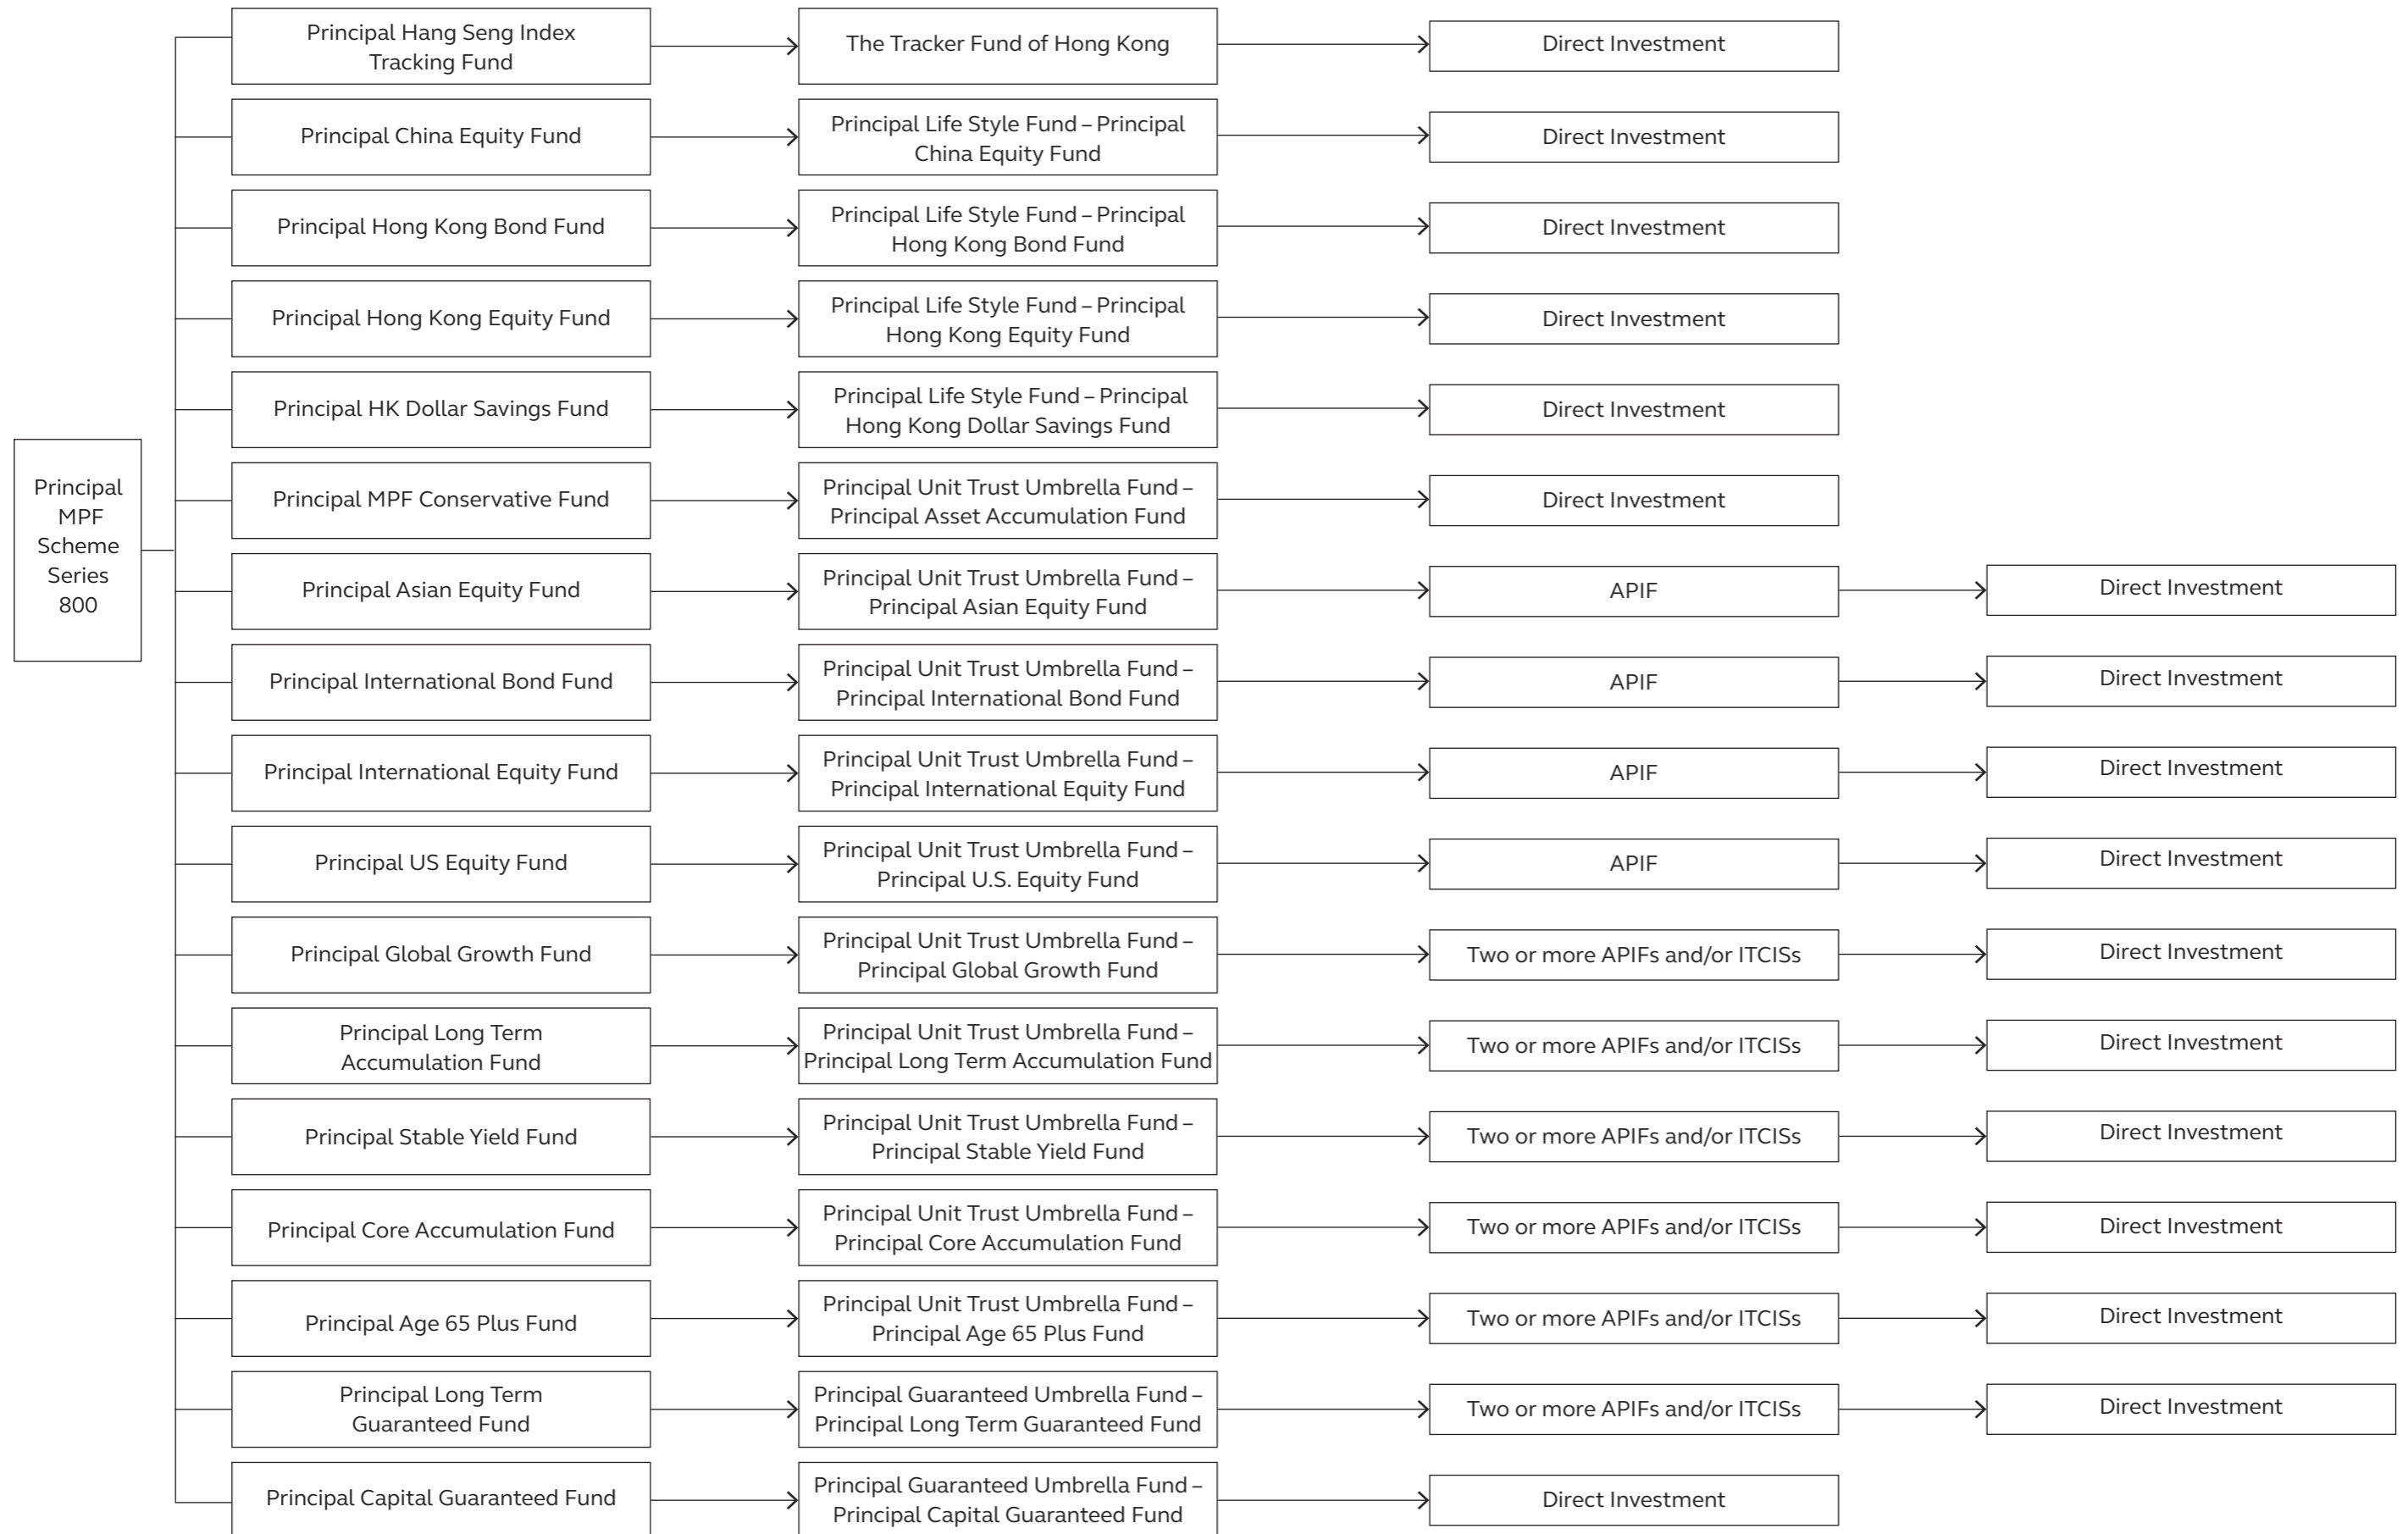 Principal
MPF
Scheme
Series
800
Principal Hang Seng Index
Tracking Fund
The Tracker Fund of Hong Kong
Direct Investment
Principal China Equity Fund
Principal Life Style Fund – Principal
China Equity Fund
Direct Investment
Principal Hong Kong Bond Fund
Principal Life Style Fund – Principal
Hong Kong Bond Fund
Direct Investment
Principal Hong Kong Equity Fund
Principal Life Style Fund – Principal
Hong Kong Equity Fund
Direct Investment
Principal HK Dollar Savings Fund
Principal Life Style Fund – Principal
Hong Kong Dollar Savings Fund
Direct Investment
Principal MPF Conservative Fund
Principal Unit Trust Umbrella Fund –
Principal Asset Accumulation Fund
Direct Investment
Principal Asian Equity Fund
Principal Unit Trust Umbrella Fund –
Principal Asian Equity Fund
APIF
Direct Investment
Principal International Bond Fund
Principal Unit Trust Umbrella Fund –
Principal International Bond Fund
APIF
Direct Investment
Principal International Equity Fund
Principal Unit Trust Umbrella Fund –
Principal International Equity Fund
APIF
Direct Investment
Principal US Equity Fund
Principal Unit Trust Umbrella Fund –
Principal U.S. Equity Fund
APIF
Direct Investment
Principal Global Growth Fund
Principal Unit Trust Umbrella Fund –
Principal Global Growth Fund
Two or more APIFs and/or ITCISs
Direct Investment
Principal Long Term
Accumulation Fund
Principal Unit Trust Umbrella Fund –
Principal Long Term Accumulation Fund
Two or more APIFs and/or ITCISs
Direct Investment
Principal Stable Yield Fund
Principal Unit Trust Umbrella Fund –
Principal Stable Yield Fund
Two or more APIFs and/or ITCISs
Direct Investment
Principal Core Accumulation Fund
Principal Unit Trust Umbrella Fund –
Principal Core Accumulation Fund
Two or more APIFs and/or ITCISs
Direct Investment
Principal Age 65 Plus Fund
Principal Unit Trust Umbrella Fund –
Principal Age 65 Plus Fund
Two or more APIFs and/or ITCISs
Direct Investment
Principal Long Term
Guaranteed Fund
Principal Guaranteed Umbrella Fund –
Principal Long Term Guaranteed Fund
Two or more APIFs and/or ITCISs
Direct Investment
Principal Capital Guaranteed Fund
Principal Guaranteed Umbrella Fund –
Principal Capital Guaranteed Fund
Direct Investment